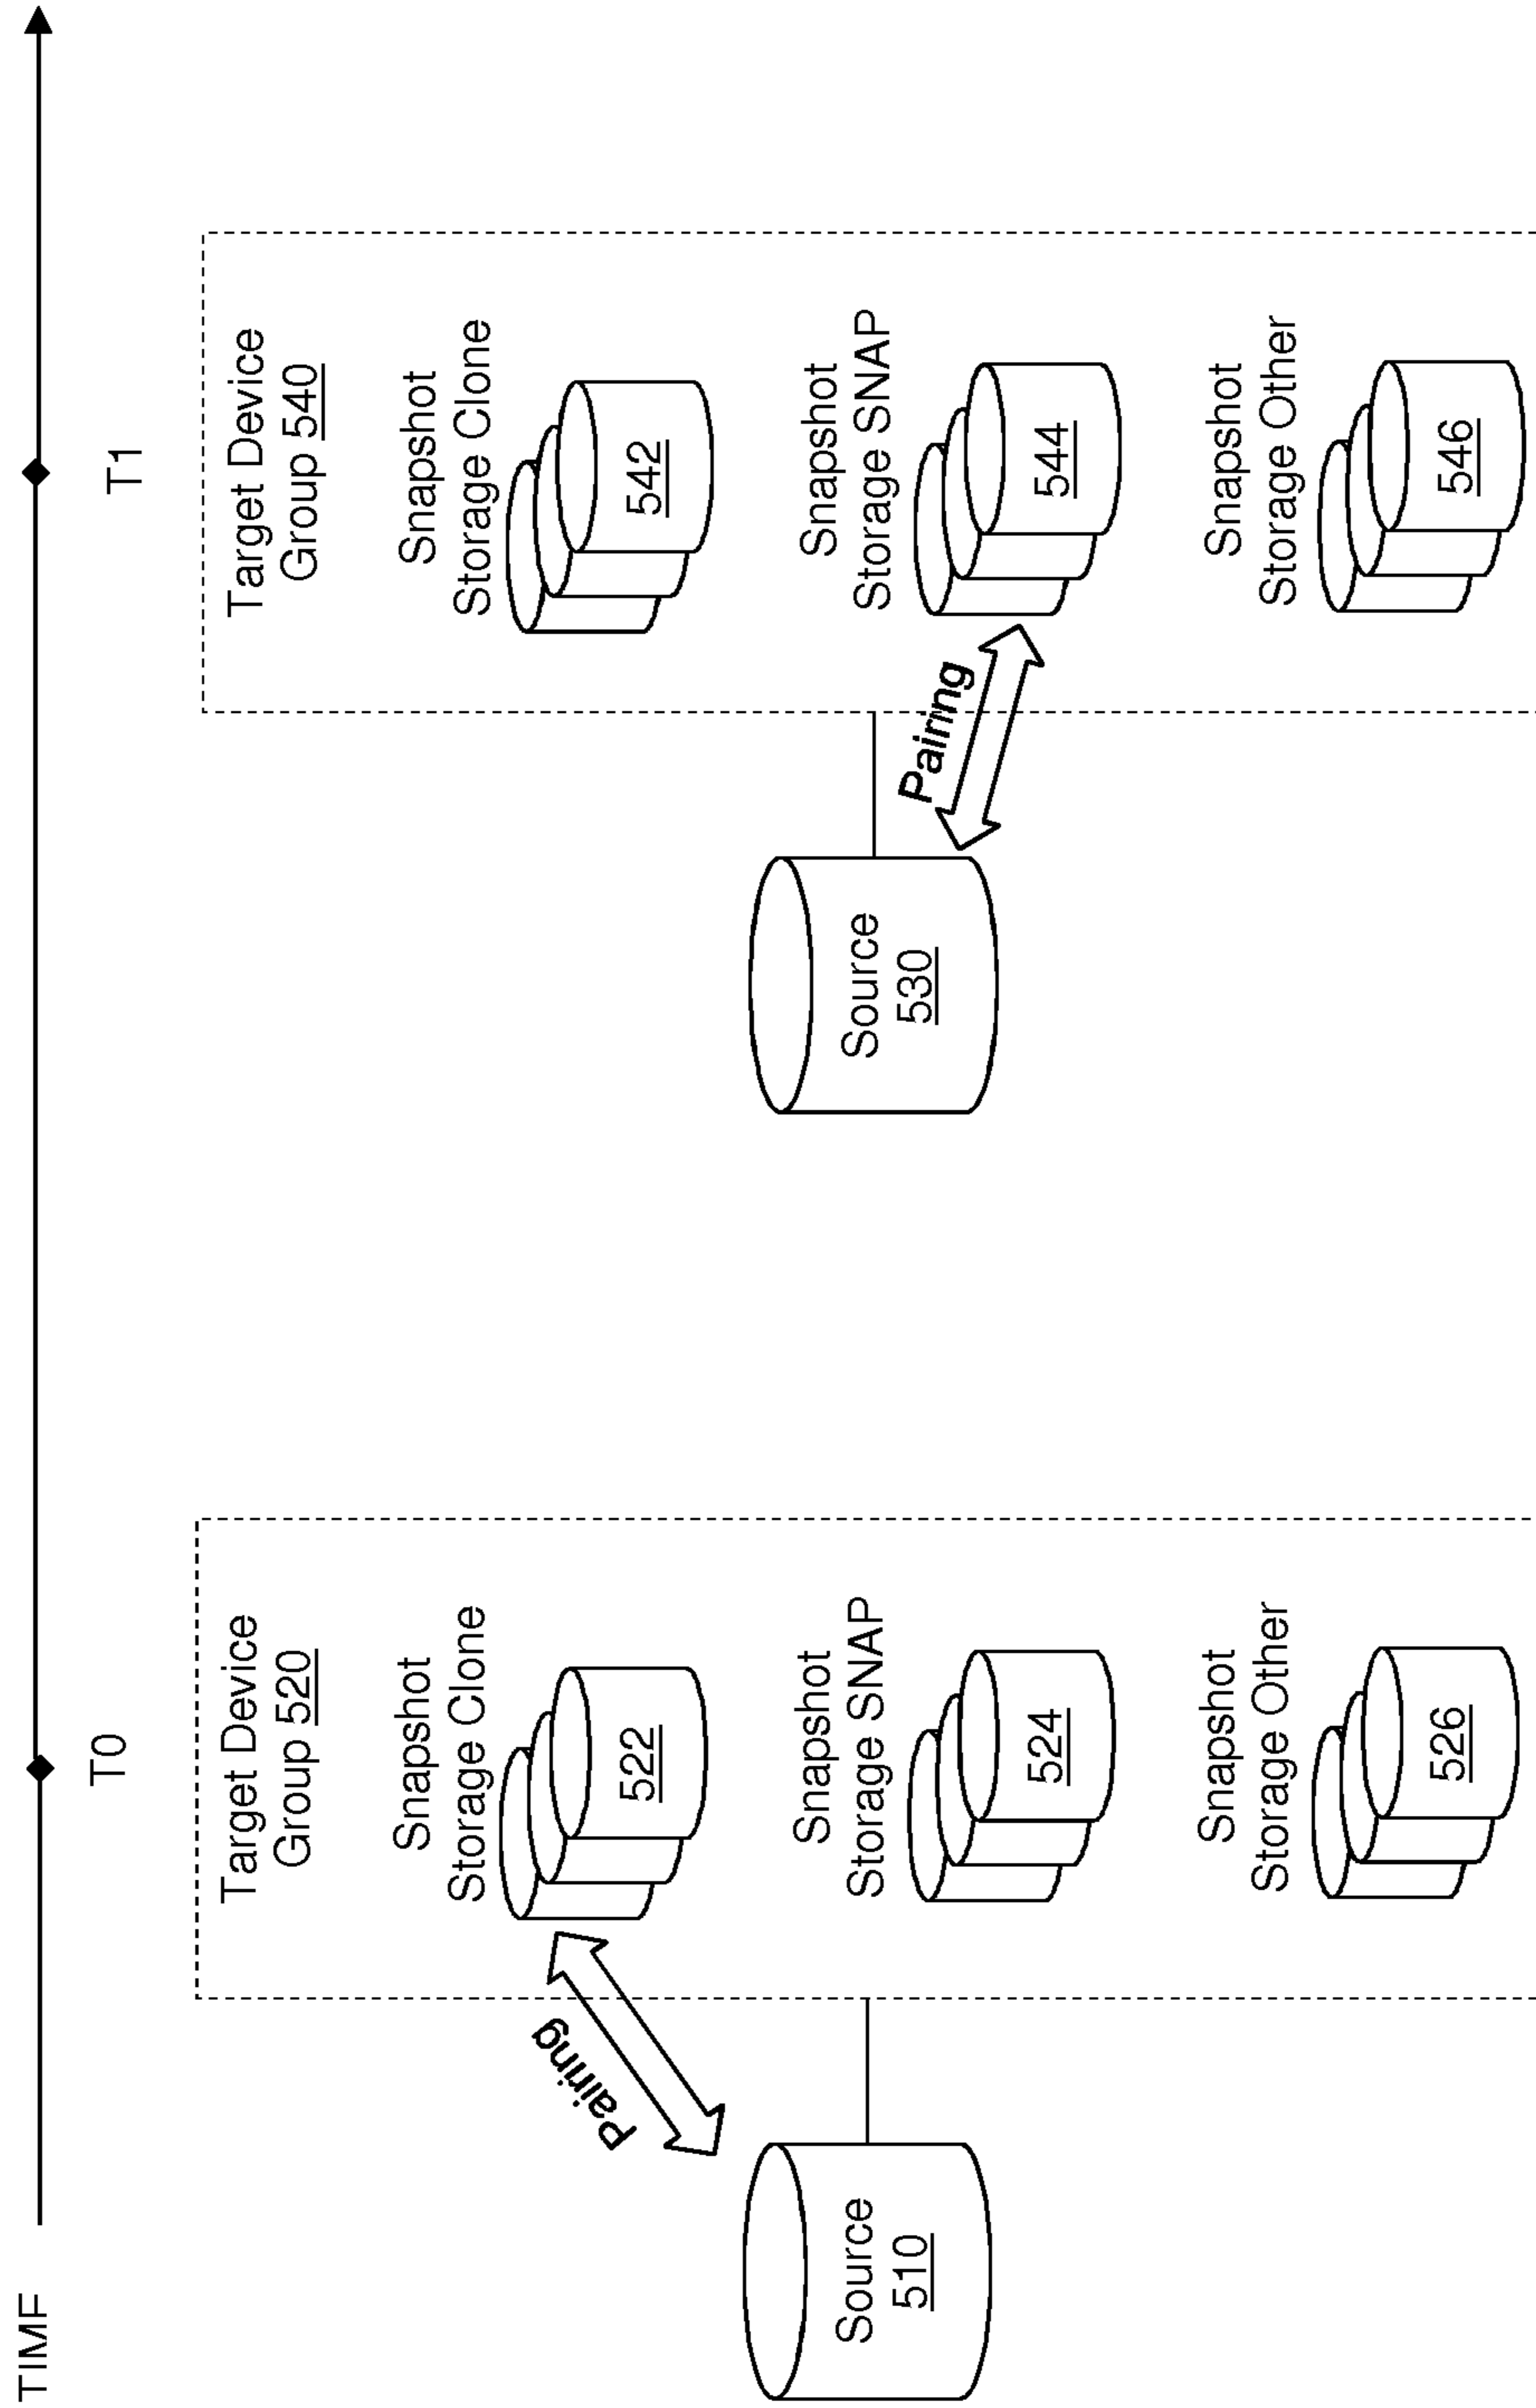 TIMF
T0
T1
Target Device
Group 520
Snapshot
Storage Clone
522
Pairing
Snapshot
Storage SNAP
524
Source
510
Snapshot
Storage Other
526
Target Device
Group 540
Snapshot
Storage Clone
542
Pairing
Snapshot
Storage SNAP
544
Source
530
Snapshot
Storage Other
546